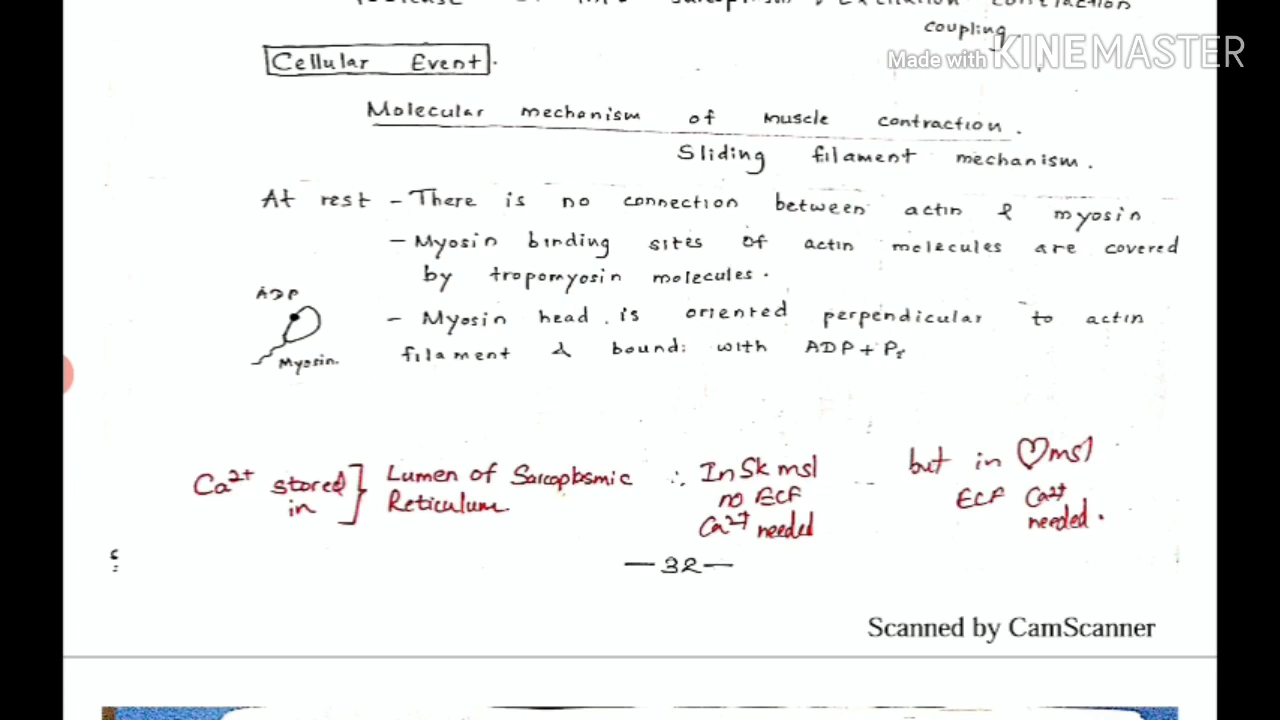 coupling.
Made with KINEMASTER
Cellular Event.
Molecular mechanism of muscle contraction.
Sliding filament mechanism.
At rest - There is no connection between actin & myosin
- Myosin binding sites of actin molecules are covered
by tropomyosin molecules.
ADP
- Myosin head is oriented perpendicular to actin
filament & bound with ADP + Pi
Myosin.
Ca2+ stored in } Lumen of Sarcoplasmic Reticulum
∴ In Sk msl
no ECF
Ca2+ needed
but in ♡ msl
ECF Ca2+
needed.
— 32 —
Scanned by CamScanner